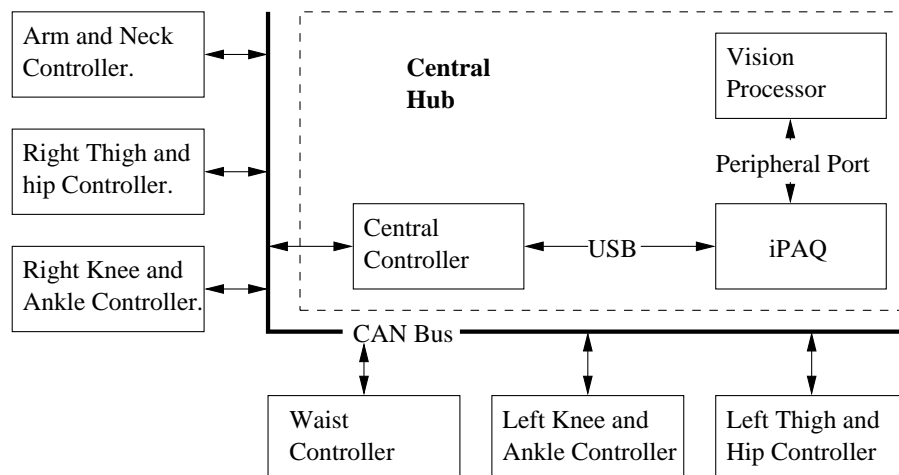 Arm and Neck
Controller.
Central
Hub
Vision
Processor
Right Thigh and
hip Controller.
Peripheral Port
Central
Controller
USB
iPAQ
Right Knee and
Ankle Controller.
CAN Bus
Waist
Controller
Left Knee and
Ankle Controller
Left Thigh and
Hip Controller